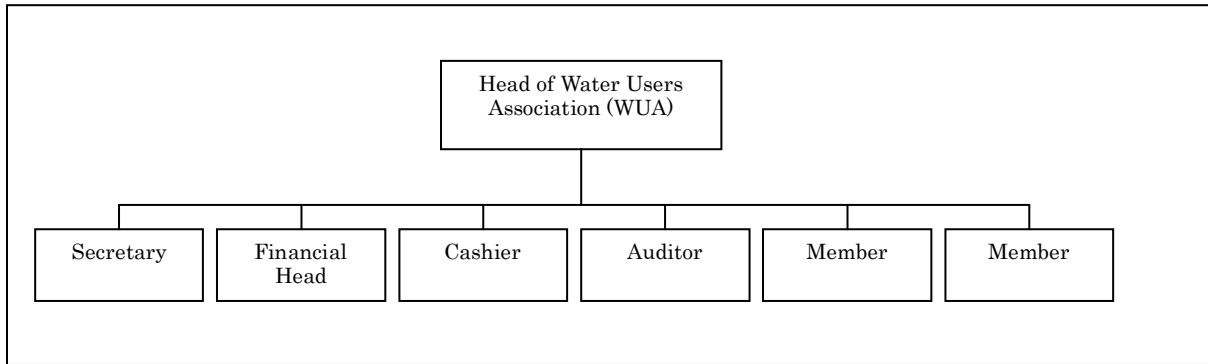 Head of Water Users
Association (WUA)
Secretary
Financial
Head
Cashier
Auditor
Member
Member